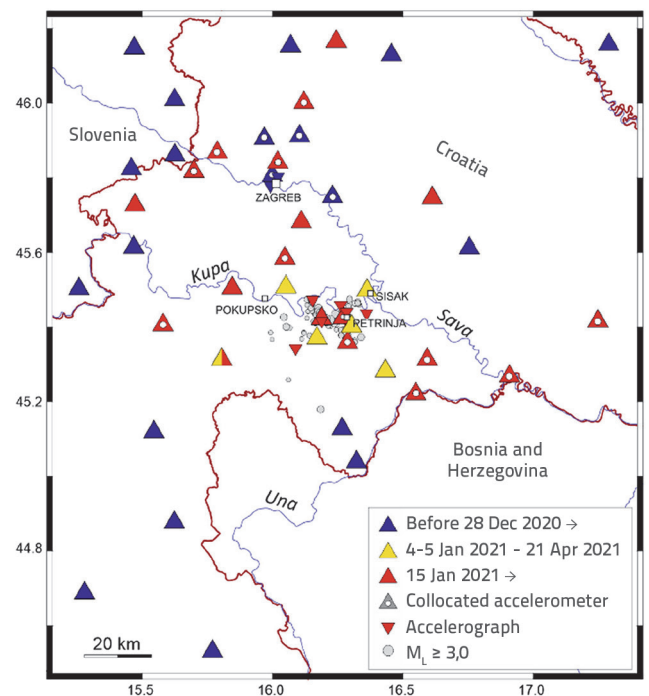 46.0
45.6
45.2
44.8
15.5
16.0
16.5
17.0
Slovenia
Croatia
ZAGREB
Kupa
POKUPSKO
SISAK
PETRINJA
Sava
Una
Bosnia and
Herzegovina
20 km
Before 28 Dec 2020 →
4-5 Jan 2021 - 21 Apr 2021
15 Jan 2021 →
Collocated accelerometer
Accelerograph
M_L ≥ 3,0